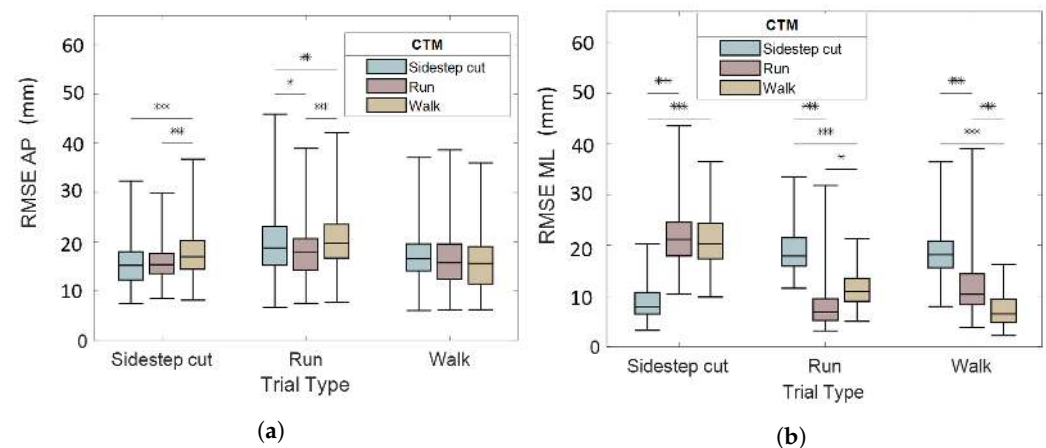 CTM
Sidestep cut
Run
Walk
RMSE AP (mm)
60
50
40
30
20
10
0
***
***
**
*
***
Sidestep cut Run Walk
Trial Type
(a)
CTM
Sidestep cut
Run
Walk
RMSE ML (mm)
60
50
40
30
20
10
0
***
***
***
***
*
***
***
***
Sidestep cut Run Walk
Trial Type
(b)